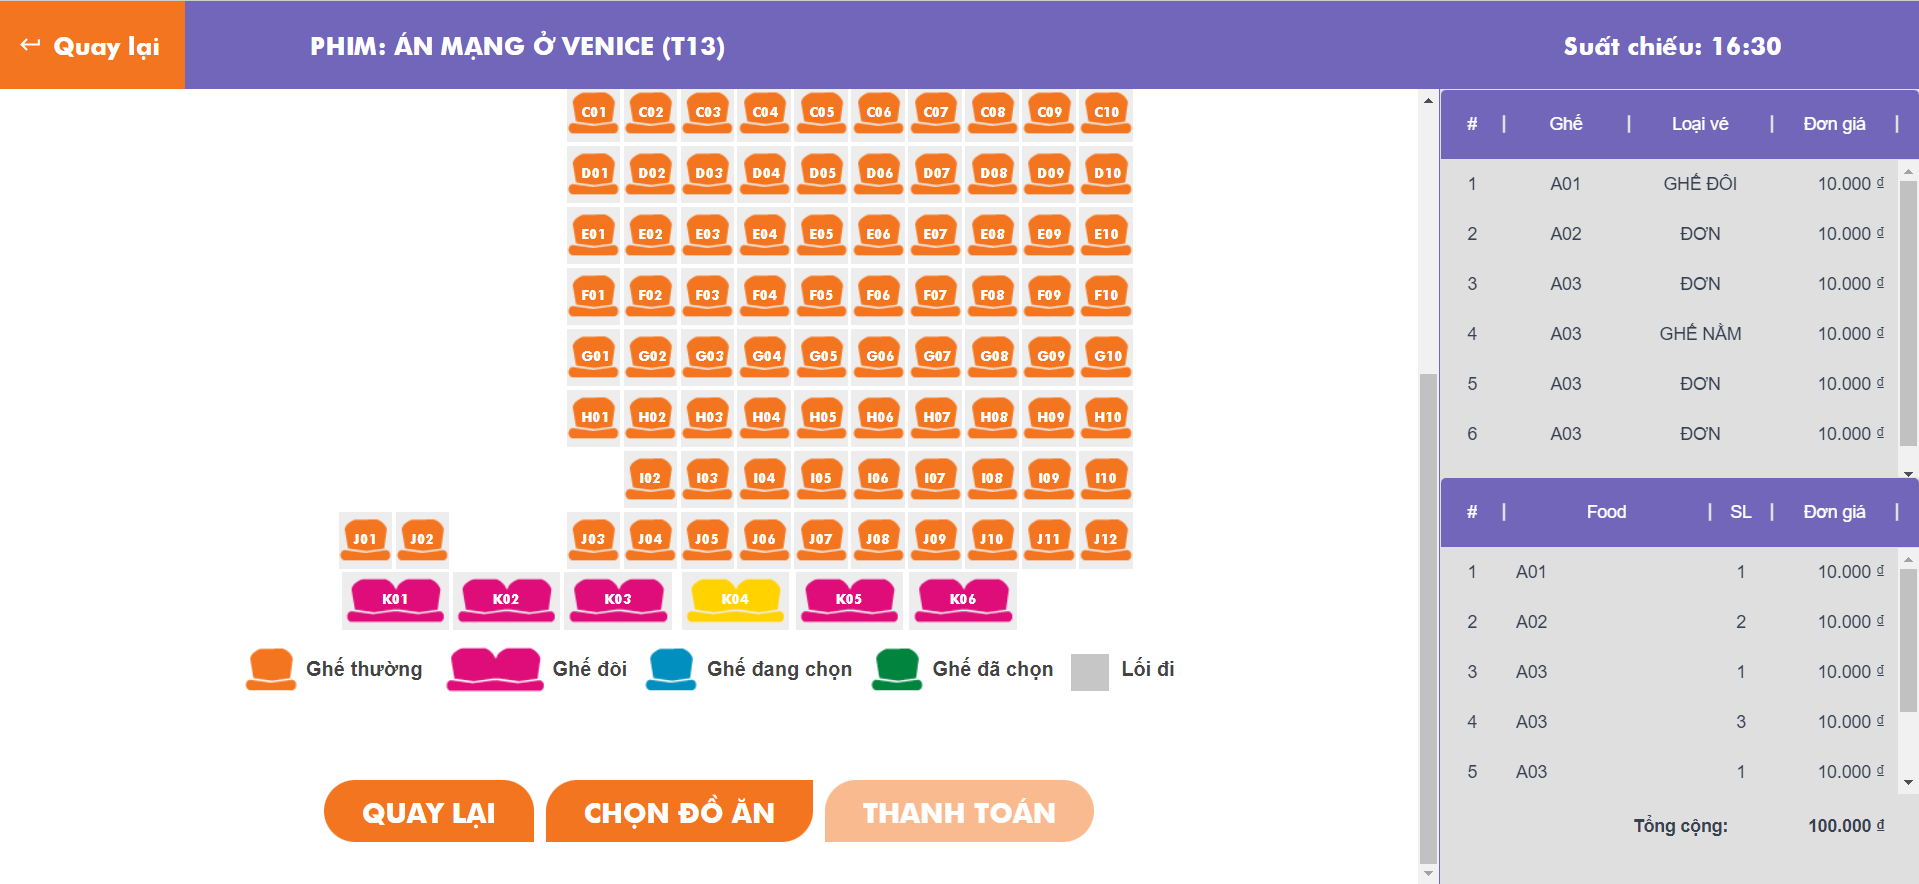 Quay lại
PHIM: ÁN MẠNG Ở VENICE (T13)
Suất chiếu: 16:30
C01 C02 C03 C04 C05 C06 C07 C08 C09 C10
D01 D02 D03 D04 D05 D06 D07 D08 D09 D10
E01 E02 E03 E04 E05 E06 E07 E08 E09 E10
F01 F02 F03 F04 F05 F06 F07 F08 F09 F10
G01 G02 G03 G04 G05 G06 G07 G08 G09 G10
H01 H02 H03 H04 H05 H06 H07 H08 H09 H10
I02 I03 I04 I05 I06 I07 I08 I09 I10
J01 J02 J03 J04 J05 J06 J07 J08 J09 J10 J11 J12
K01 K02 K03 K04 K05 K06
Ghế thường Ghế đôi Ghế đang chọn Ghế đã chọn Lối đi
QUAY LẠI CHỌN ĐỒ ĂN THANH TOÁN
# | Ghế | Loại vé | Đơn giá |
1 A01 GHẾ ĐÔI 10.000 ₫
2 A02 ĐƠN 10.000 ₫
3 A03 ĐƠN 10.000 ₫
4 A03 GHẾ NẰM 10.000 ₫
5 A03 ĐƠN 10.000 ₫
6 A03 ĐƠN 10.000 ₫
# | Food | SL | Đơn giá |
1 A01 1 10.000 ₫
2 A02 2 10.000 ₫
3 A03 1 10.000 ₫
4 A03 3 10.000 ₫
5 A03 1 10.000 ₫
Tổng cộng: 100.000 ₫